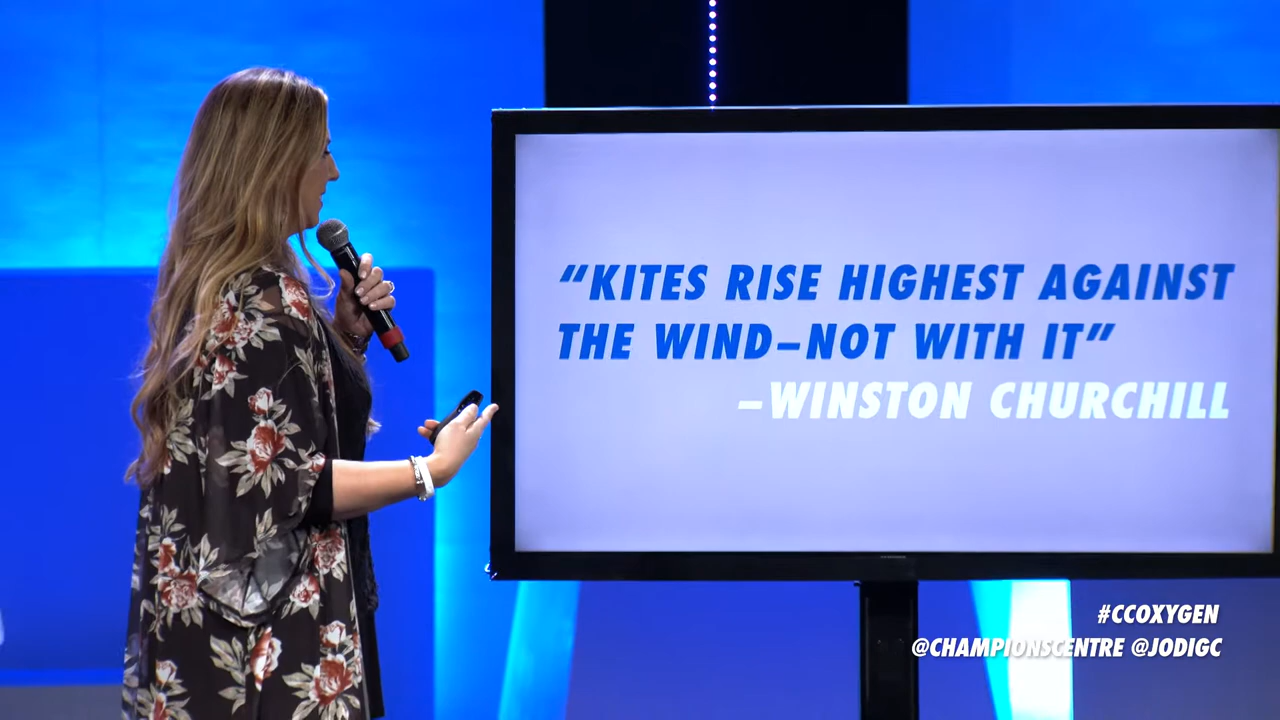 “KITES RISE HIGHEST AGAINST
THE WIND–NOT WITH IT”
–WINSTON CHURCHILL
#CCOXYGEN
@CHAMPIONSCENTRE @JODIGC